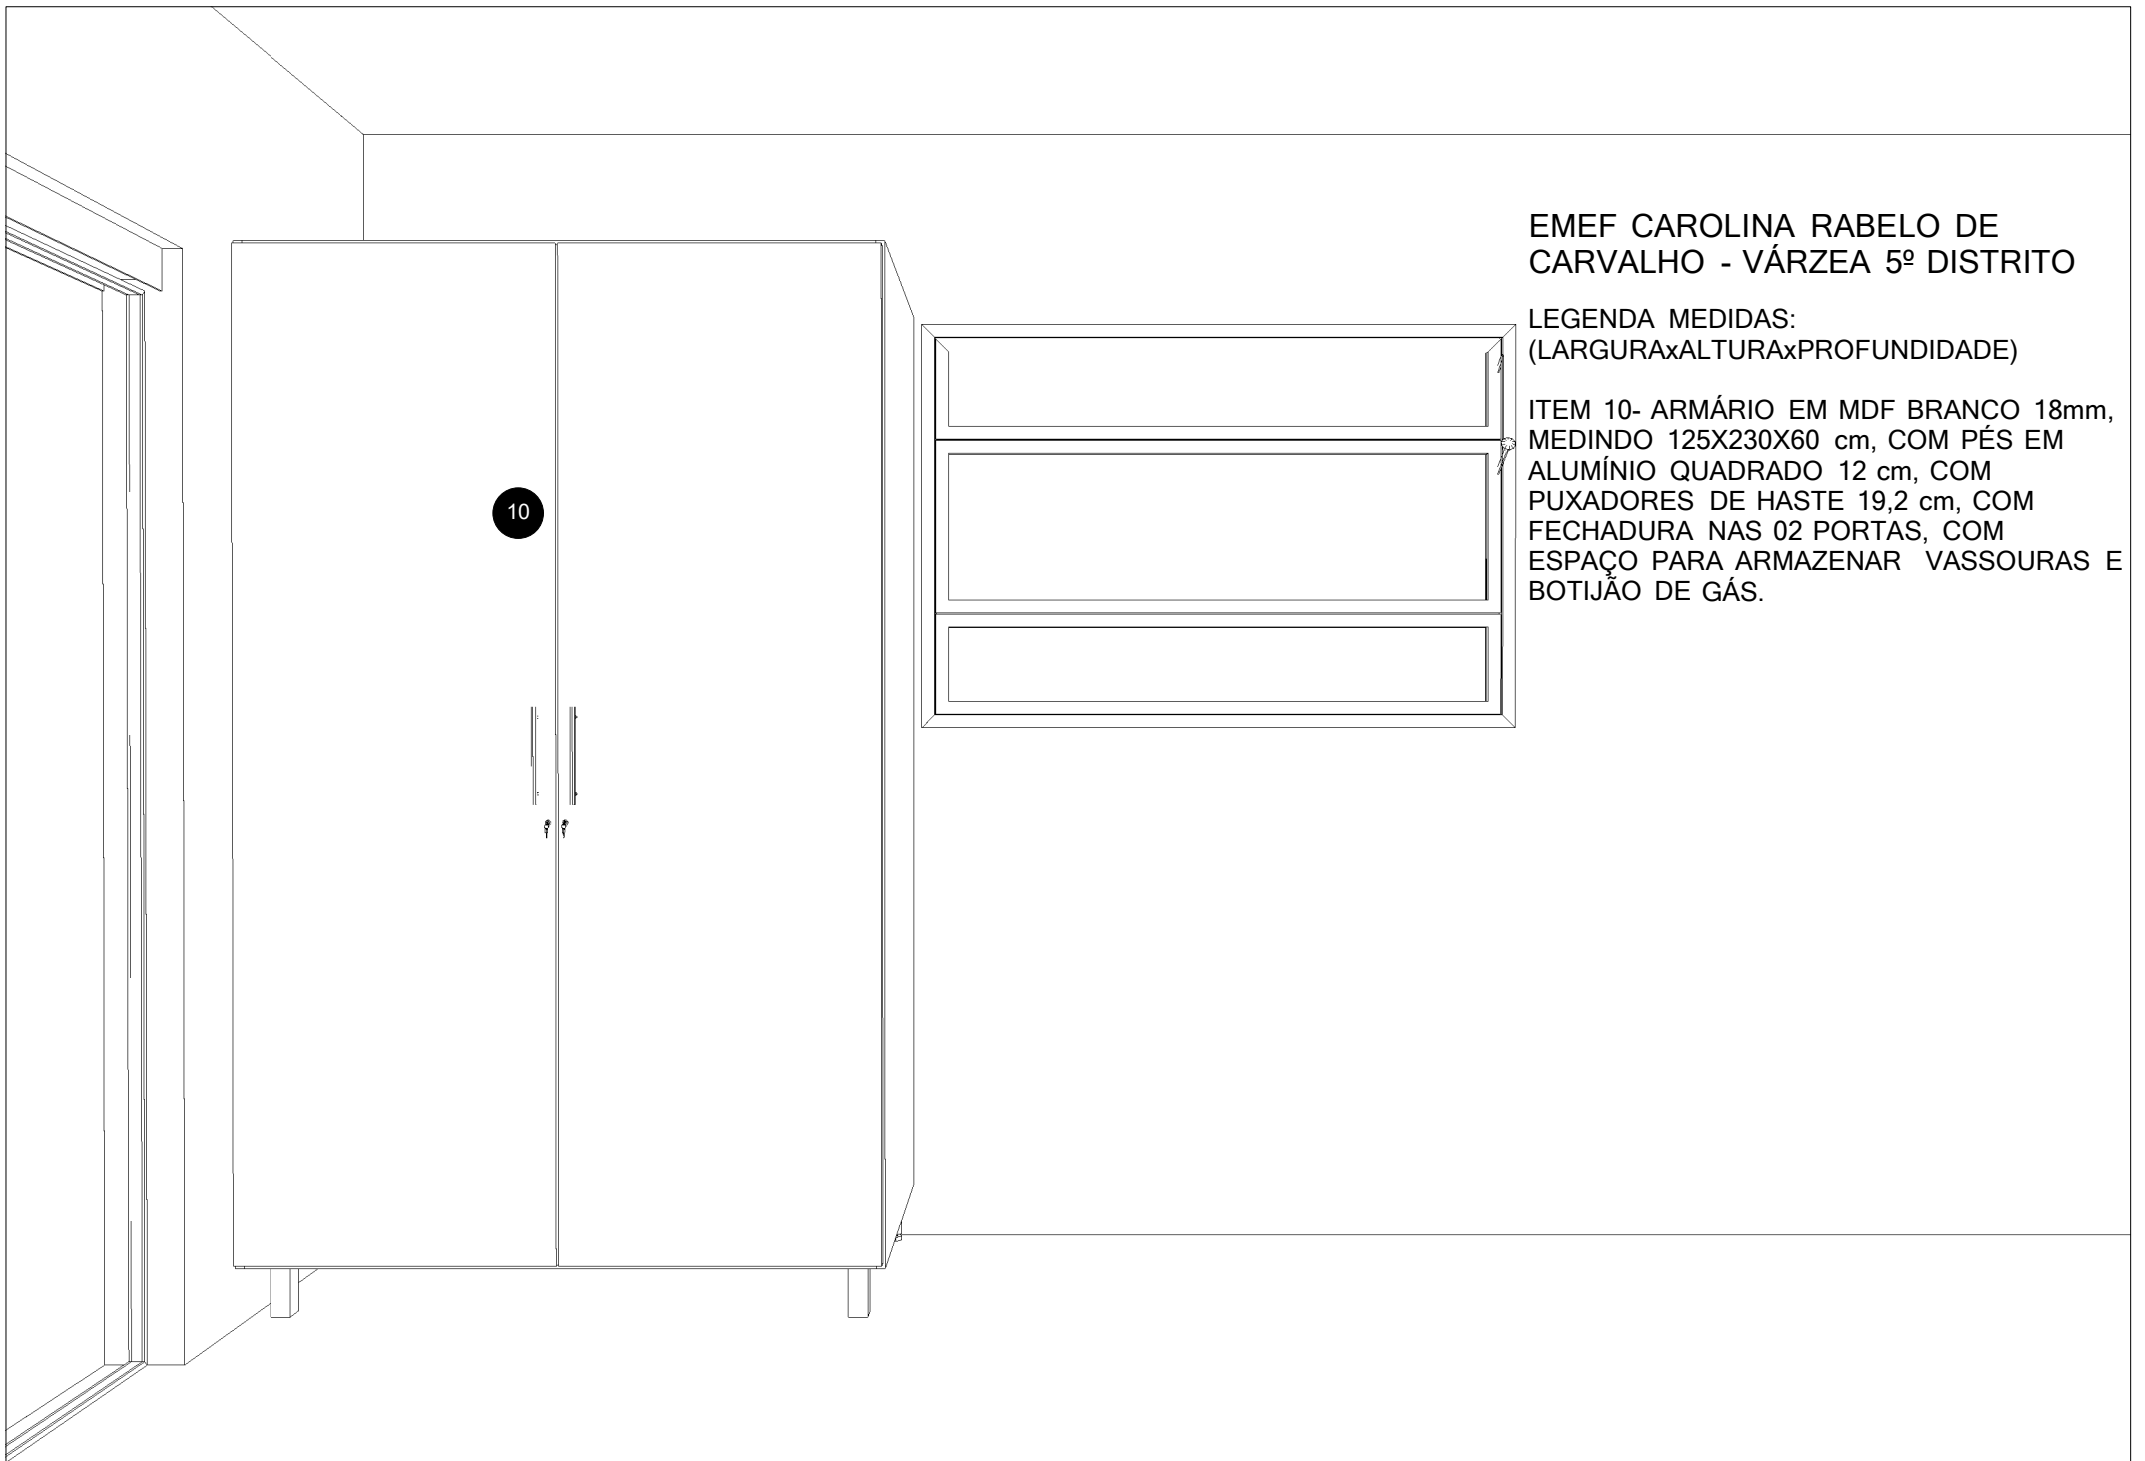 EMEF CAROLINA RABELO DE
CARVALHO - VÁRZEA 5º DISTRITO
LEGENDA MEDIDAS:
(LARGURAxALTURAxPROFUNDIDADE)
ITEM 10- ARMÁRIO EM MDF BRANCO 18mm,
MEDINDO 125X230X60 cm, COM PÉS EM
ALUMÍNIO QUADRADO 12 cm, COM
PUXADORES DE HASTE 19,2 cm, COM
FECHADURA NAS 02 PORTAS, COM
ESPAÇO PARA ARMAZENAR VASSOURAS E
BOTIJÃO DE GÁS.
10